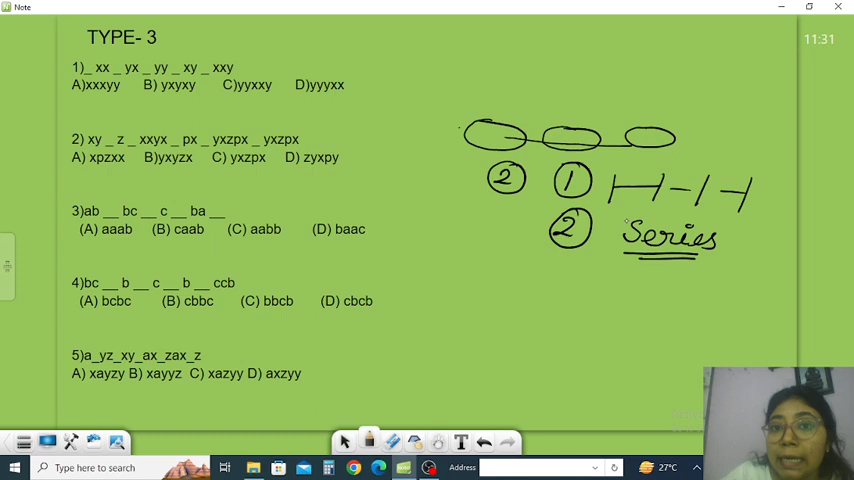 Note
11:31
TYPE- 3
1)_ xx _ yx _ yy _ xy _ xxy
A)xxxyy B) yxyxy C)yyxxy D)yyyxx
2) xy _ z _ xxyx _ px _ yxzpx _ yxzpx
A) xpzxx B)yxyzx C) yxzpx D) zyxpy
2 1
2 Series
3)ab __ bc __ c __ ba __
(A) aaab (B) caab (C) aabb (D) baac
4)bc __ b __ c __ b __ ccb
(A) bcbc (B) cbbc (C) bbcb (D) cbcb
5)a_yz_xy_ax_zax_z
A) xayzy B) xayyz C) xazyy D) axzyy
Type here to search
Address
27°C